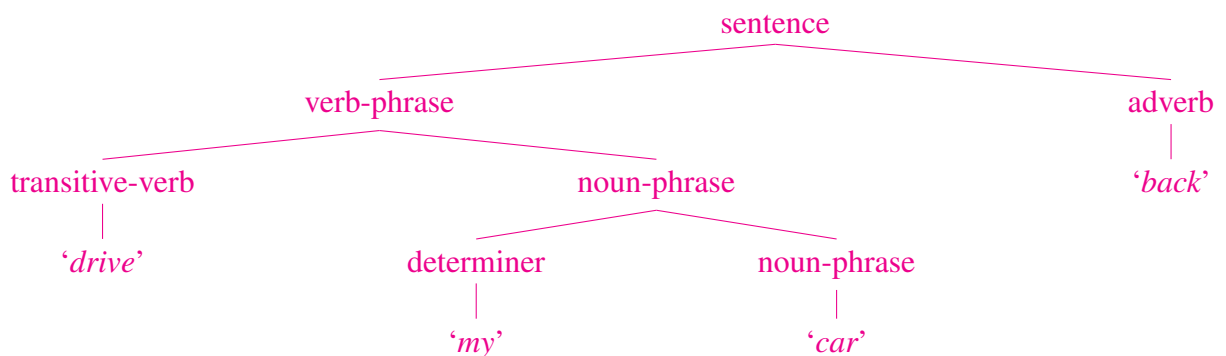 sentence
verb-phrase adverb
transitive-verb noun-phrase ‘back’
‘drive’ determiner noun-phrase
‘my’ ‘car’